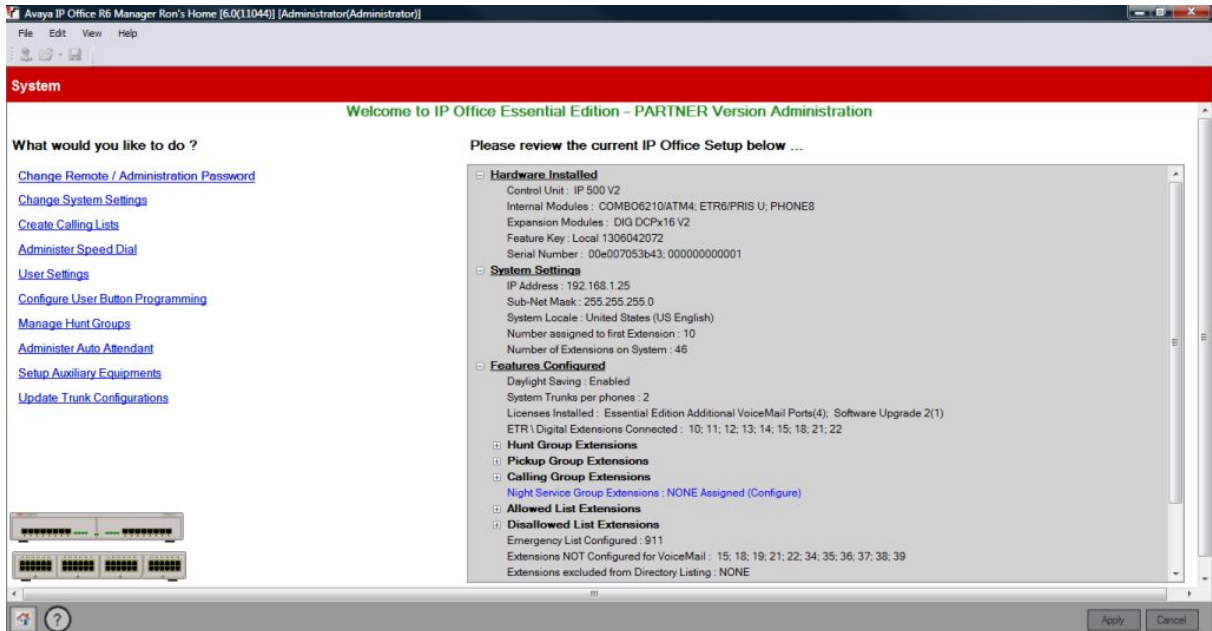 Avaya IP Office R6 Manager Ron's Home [6.0(11044)] [Administrator(Administrator)]
File Edit View Help
System
Welcome to IP Office Essential Edition – PARTNER Version Administration
What would you like to do ?
Change Remote / Administration Password
Change System Settings
Create Calling Lists
Administer Speed Dial
User Settings
Configure User Button Programming
Manage Hunt Groups
Administer Auto Attendant
Setup Auxiliary Equipments
Update Trunk Configurations
Please review the current IP Office Setup below ...
Hardware Installed
Control Unit : IP 500 V2
Internal Modules : COMBO6210/ATM4; ETR6/PRIS U; PHONE8
Expansion Modules : DIG DCPx16 V2
Feature Key : Local 1306042072
Serial Number : 00e007053b43; 000000000001
System Settings
IP Address : 192.168.1.25
Sub-Net Mask : 255.255.255.0
System Locale : United States (US English)
Number assigned to first Extension : 10
Number of Extensions on System : 46
Features Configured
Daylight Saving : Enabled
System Trunks per phones : 2
Licenses Installed : Essential Edition Additional VoiceMail Ports(4); Software Upgrade 2(1)
ETR \ Digital Extensions Connected : 10; 11; 12; 13; 14; 15; 18; 21; 22
Hunt Group Extensions
Pickup Group Extensions
Calling Group Extensions
Night Service Group Extensions : NONE Assigned (Configure)
Allowed List Extensions
Disallowed List Extensions
Emergency List Configured : 911
Extensions NOT Configured for VoiceMail : 15; 18; 19; 21; 22; 34; 35; 36; 37; 38; 39
Extensions excluded from Directory Listing : NONE
Apply Cancel